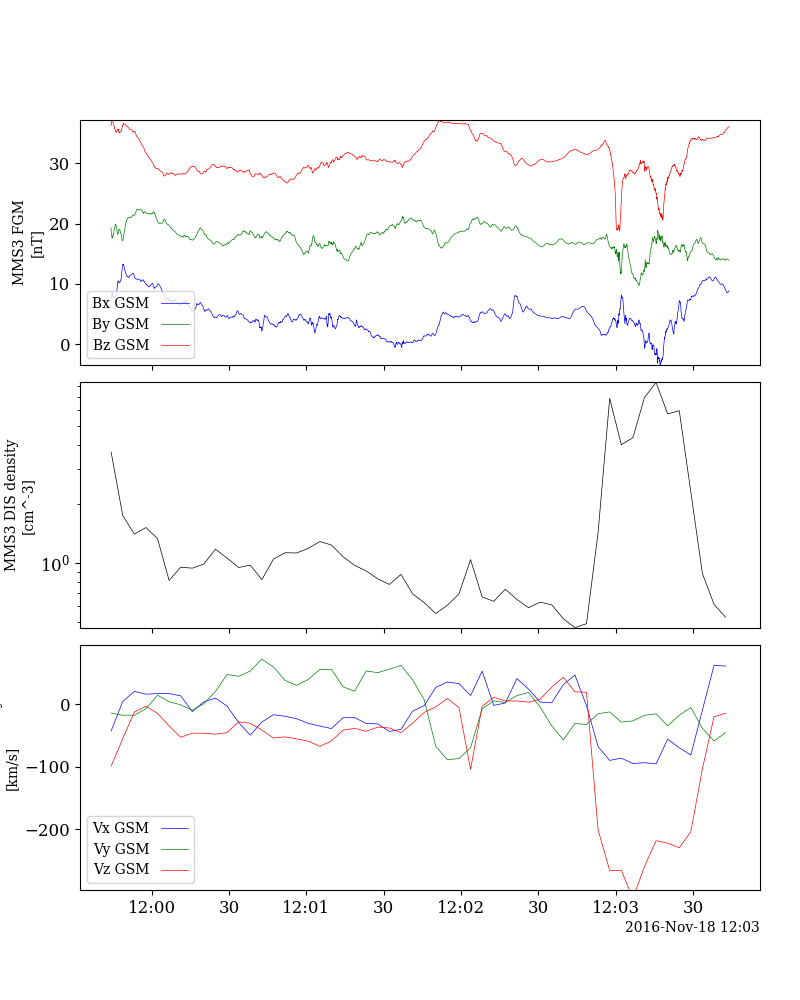 MMS3 FGM
[nT]
30
20
10
0
Bx GSM
By GSM
Bz GSM
MMS3 DIS density
[cm^-3]
10⁰
[km/s]
0
−100
−200
Vx GSM
Vy GSM
Vz GSM
12:00
30
12:01
30
12:02
30
12:03
30
2016-Nov-18 12:03